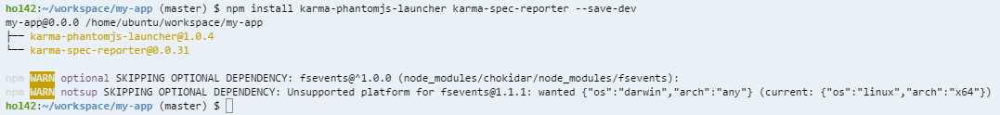 ho142:~/workspace/my-app (master) $ npm install karma-phantomjs-launcher karma-spec-reporter --save-dev
my-app@0.0.0 /home/ubuntu/workspace/my-app
├── karma-phantomjs-launcher@1.0.4
└── karma-spec-reporter@0.0.31
npm WARN optional SKIPPING OPTIONAL DEPENDENCY: fsevents@^1.0.0 (node_modules/chokidar/node_modules/fsevents):
npm WARN notsup SKIPPING OPTIONAL DEPENDENCY: Unsupported platform for fsevents@1.1.1: wanted {"os":"darwin","arch":"any"} (current: {"os":"linux","arch":"x64"})
ho142:~/workspace/my-app (master) $